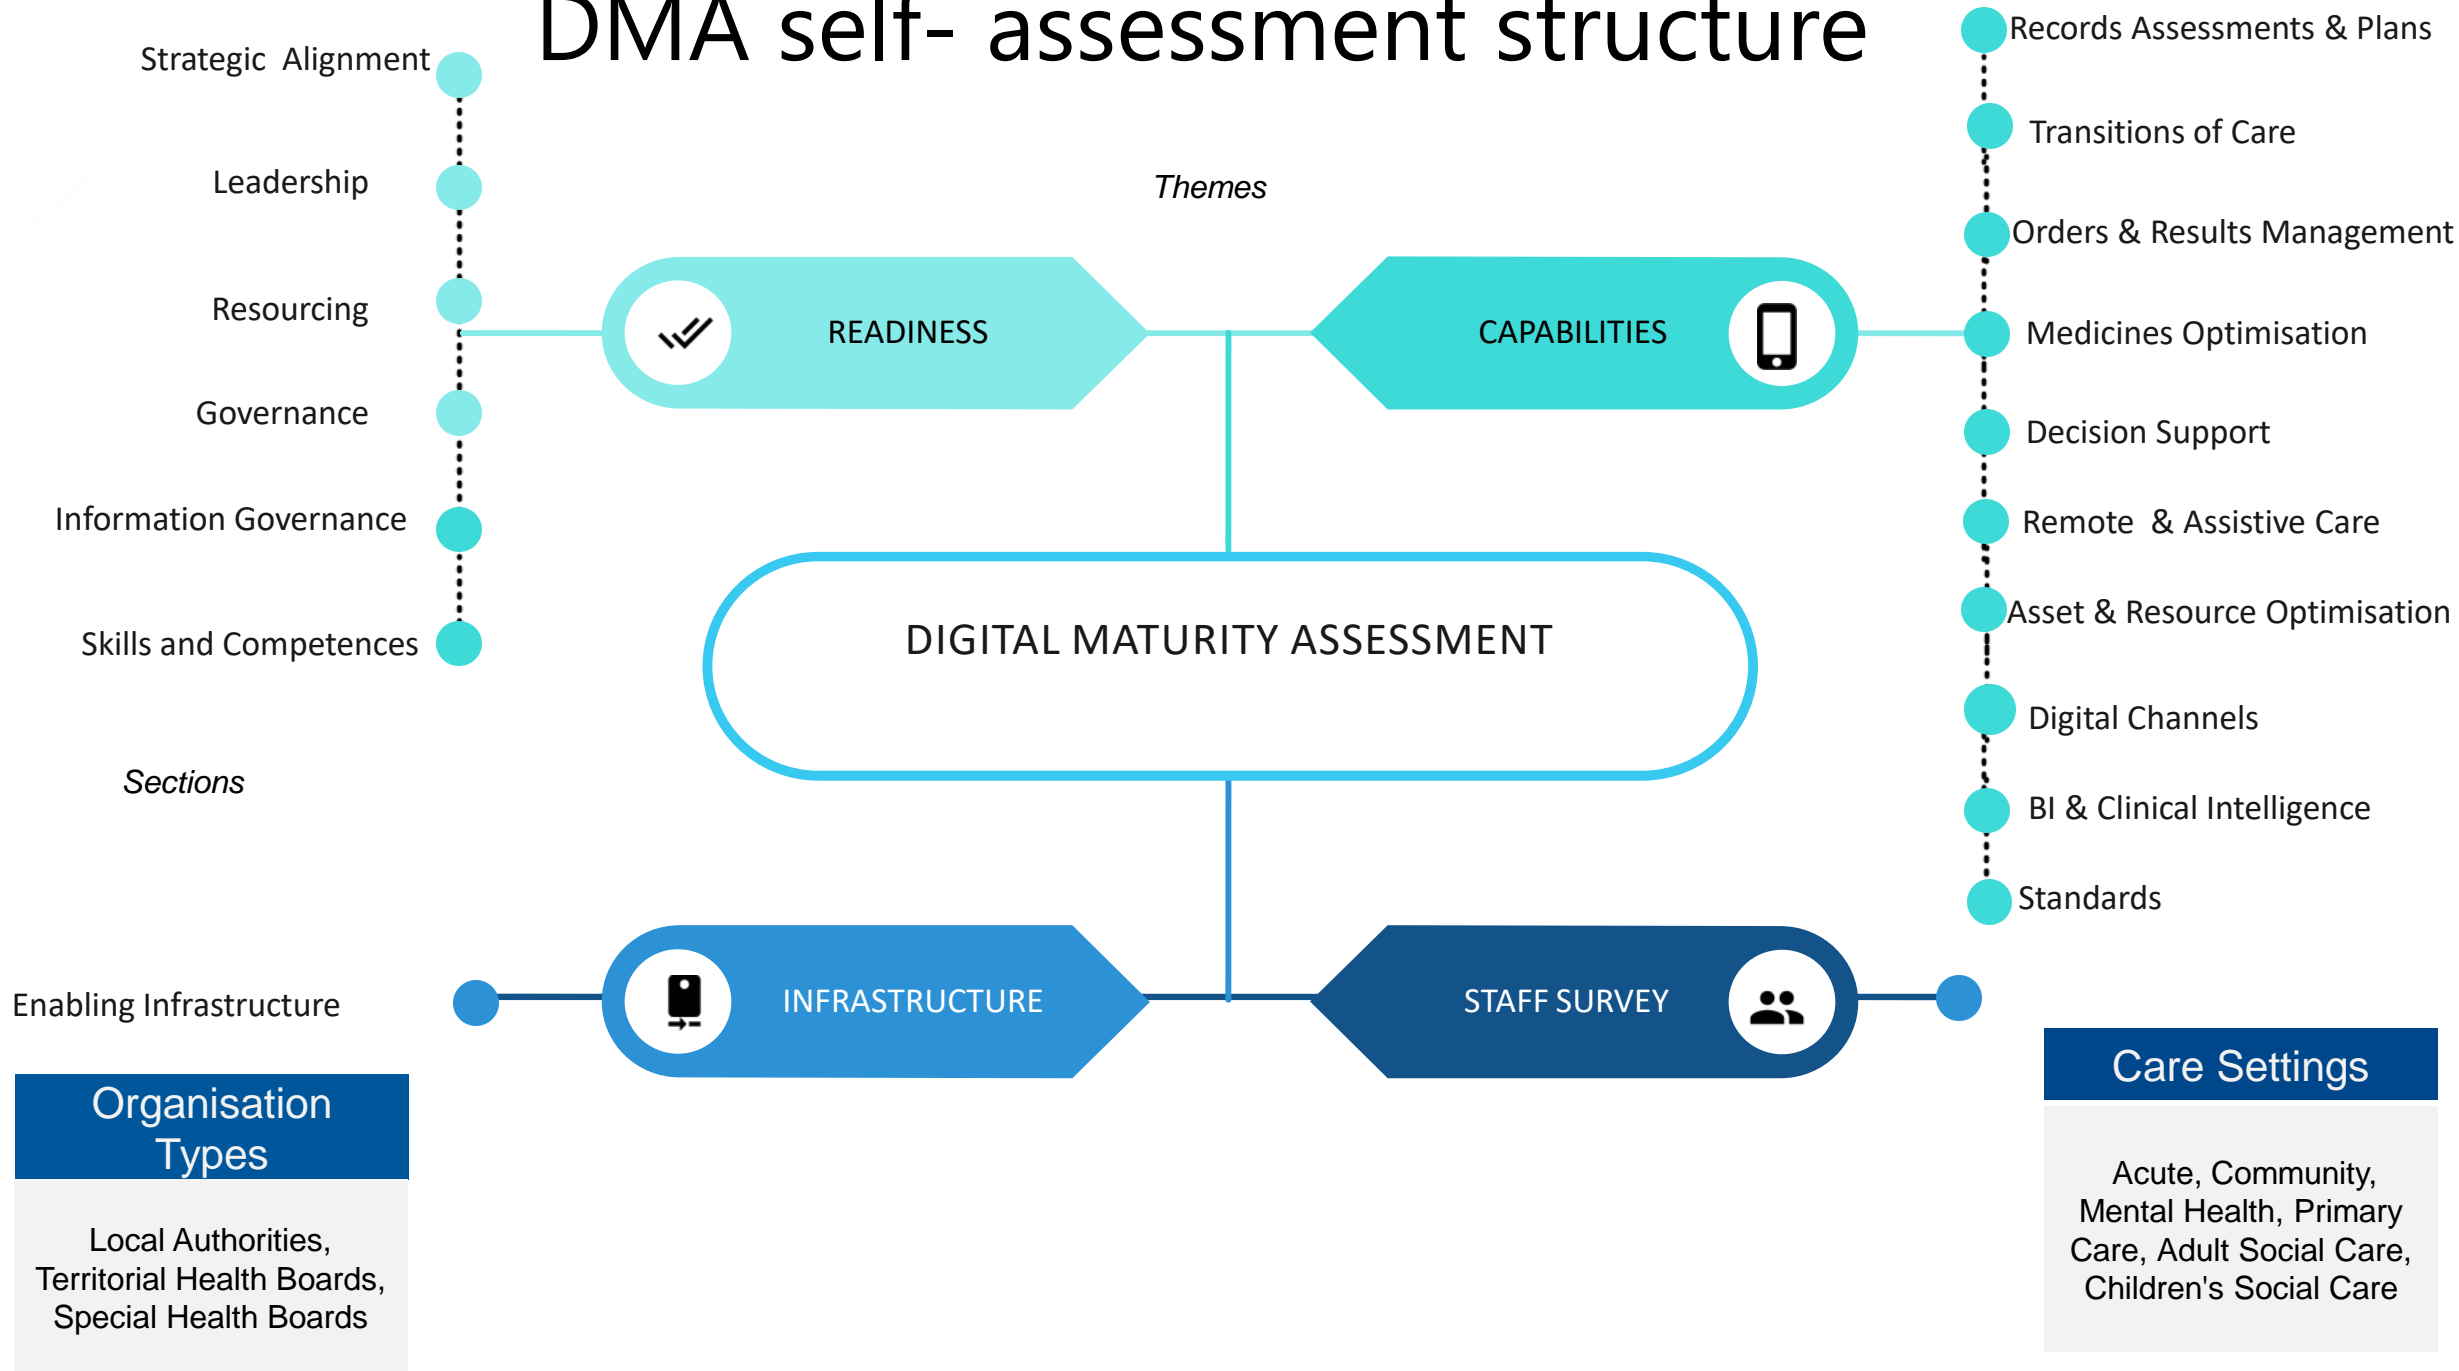 DMA self- assessment structure
Strategic Alignment
Leadership
Resourcing
Governance
Information Governance
Skills and Competences
Sections
Themes
READINESS
CAPABILITIES
Records Assessments & Plans
Transitions of Care
Orders & Results Management
Medicines Optimisation
Decision Support
Remote & Assistive Care
Asset & Resource Optimisation
Digital Channels
BI & Clinical Intelligence
Standards
DIGITAL MATURITY ASSESSMENT
Enabling Infrastructure
INFRASTRUCTURE
STAFF SURVEY
Organisation
Types
Local Authorities,
Territorial Health Boards,
Special Health Boards
Care Settings
Acute, Community,
Mental Health, Primary
Care, Adult Social Care,
Children's Social Care